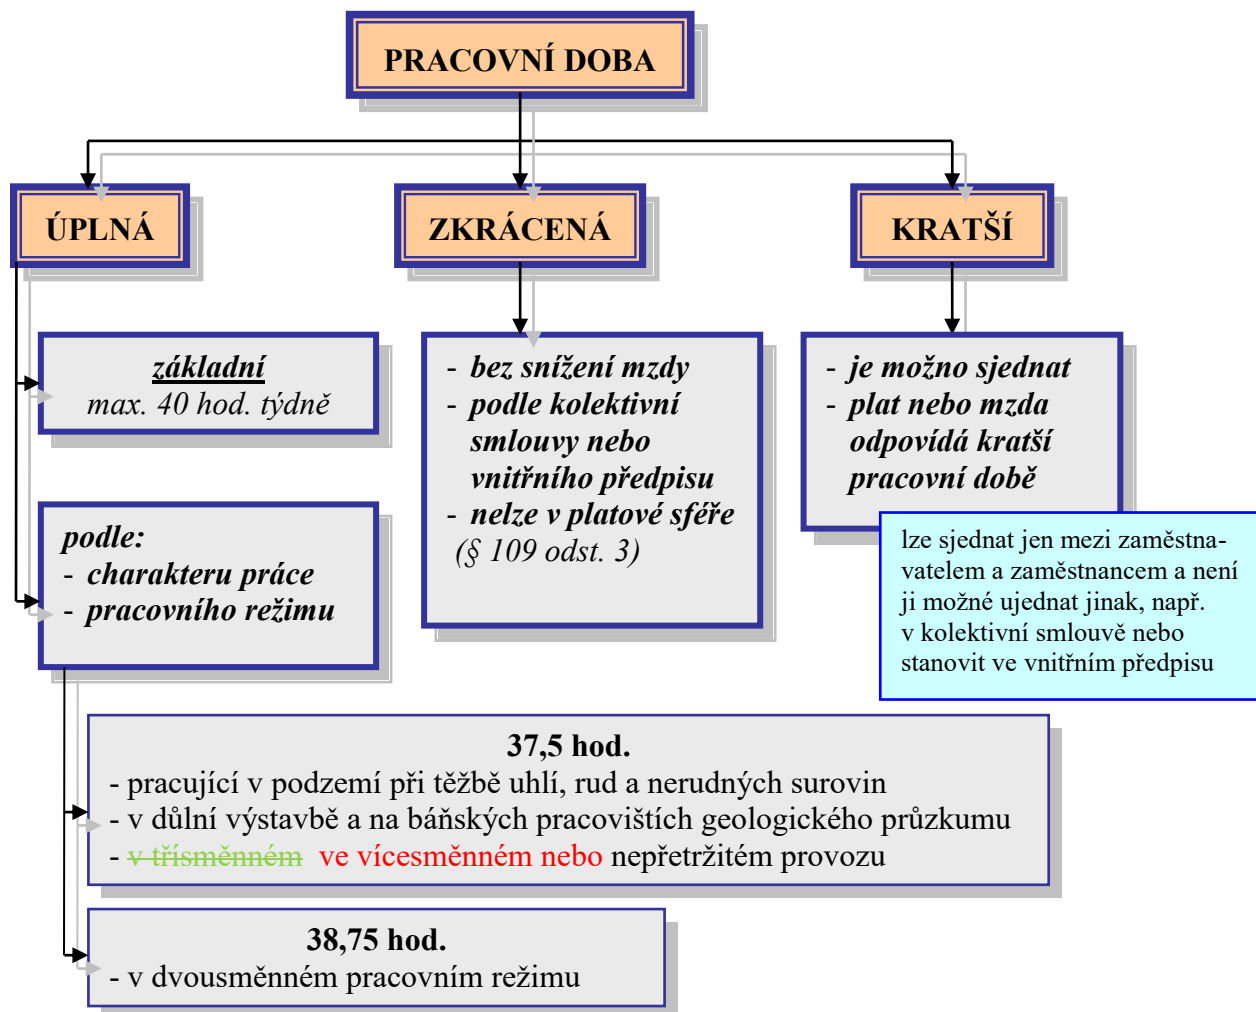 PRACOVNÍ DOBA
ÚPLNÁ
ZKRÁCENÁ
KRATŠÍ
základní
max. 40 hod. týdně
podle:
- charakteru práce
- pracovního režimu
- bez snížení mzdy
- podle kolektivní
smlouvy nebo
vnitřního předpisu
- nelze v platové sféře
(§ 109 odst. 3)
- je možno sjednat
- plat nebo mzda
odpovídá kratší
pracovní době
lze sjednat jen mezi zaměstna-
vatelem a zaměstnancem a není
ji možné ujednat jinak, např.
v kolektivní smlouvě nebo
stanovit ve vnitřním předpisu
37,5 hod.
- pracující v podzemí při těžbě uhlí, rud a nerudných surovin
- v důlní výstavbě a na báňských pracovištích geologického průzkumu
- v třísměnném ve vícesměnném nebo nepřetržitém provozu
38,75 hod.
- v dvousměnném pracovním režimu